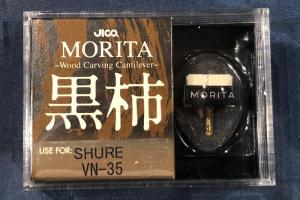 JICO
MORITA
~Wood Carving Cantilever~
黒柿
USE FOR: SHURE
VN-35
MORITA